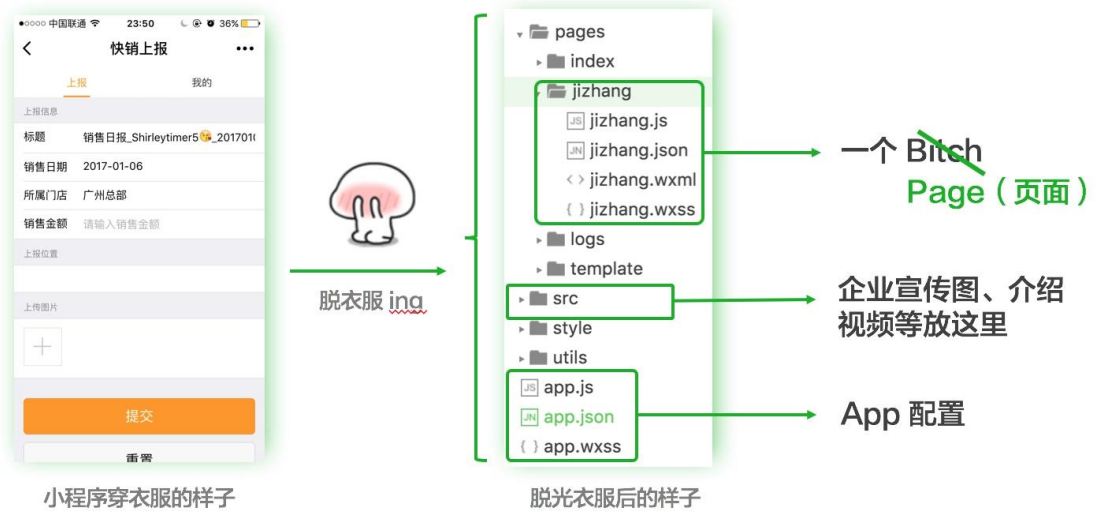 中国联通 23:50 36%
快销上报
上报 我的
上报信息
标题 销售日报_Shirleytimer5😘_201701(
销售日期 2017-01-06
所属门店 广州总部
销售金额 请输入销售金额
上报位置
上传图片
提交
重置
小程序穿衣服的样子
脱衣服 ing
pages
index
jizhang
JS jizhang.js
JN jizhang.json
<> jizhang.wxml
{ } jizhang.wxss
logs
template
src
style
utils
JS app.js
JN app.json
{ } app.wxss
脱光衣服后的样子
一个 Bitch
Page（页面）
企业宣传图、介绍
视频等放这里
App 配置